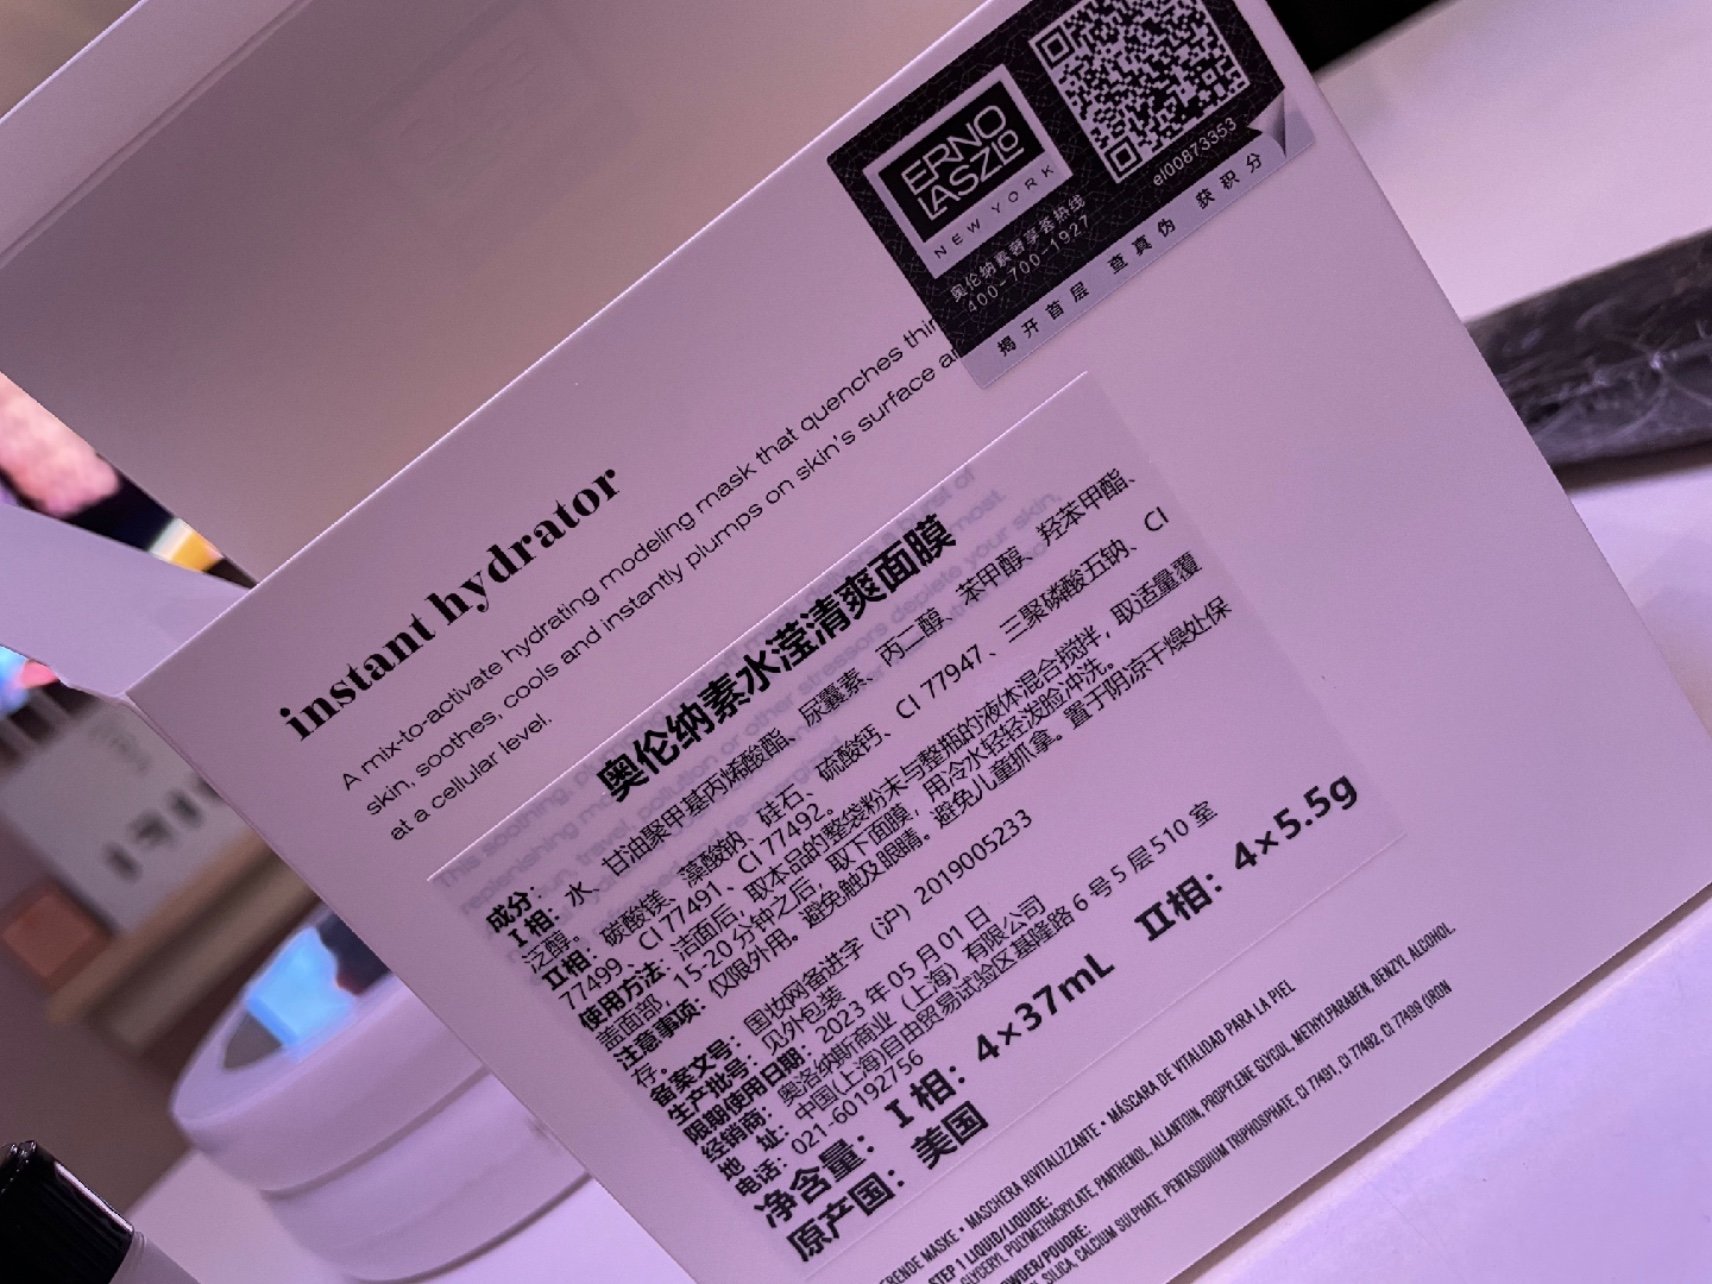 ERNO
LASZLO
NEW YORK
奥伦纳素尊享荟热线
400-700-1927
el00873353
揭开首层 查真伪 获积分
instant hydrator
A mix-to-activate hydrating modeling mask that quenches
skin, soothes, cools and instantly plumps on skin's surface
at a cellular level.
奥伦纳素水滢清爽面膜
成分：
I 相：水、甘油聚甲基丙烯酸酯、尿囊素、丙二醇、苯甲醇、羟苯甲酯、
泛醇。
II相：碳酸镁、藻酸钠、硅石、硫酸钙、CI 77947、三聚磷酸五钠、CI
77499、CI 77491、CI 77492。
使用方法：洁面后，取本品的整袋粉末与整瓶的液体混合搅拌，取适量覆
盖面部，15-20分钟之后，取下面膜，用冷水轻轻泼脸冲洗。
注意事项：仅限外用。避免触及眼睛。避免儿童抓拿。置于阴凉干燥处保
存。
备案文号：国妆网备进字（沪）2019005233
生产批号：见外包装
限期使用日期：2023年05月01日
经销商：奥洛纳斯商业（上海）有限公司
地 址：中国(上海)自由贸易试验区基隆路6号5层510室
电话：021-60192756
净含量：I 相：4×37mL II相：4×5.5g
原产国：美国
MASKE • MASCHERA RIVITALIZZANTE • MÁSCARA DE VITALIDAD PARA LA PIEL
STEP 1 LIQUID/LIQUIDE:
GLYCERYL POLYMETHACRYLATE, PANTHENOL, ALLANTOIN, PROPYLENE GLYCOL, METHYLPARABEN, BENZYL ALCOHOL.
SILICA, CALCIUM SULPHATE, PENTASODIUM TRIPHOSPHATE, CI 77491, CI 77492, CI 77499 (IRON